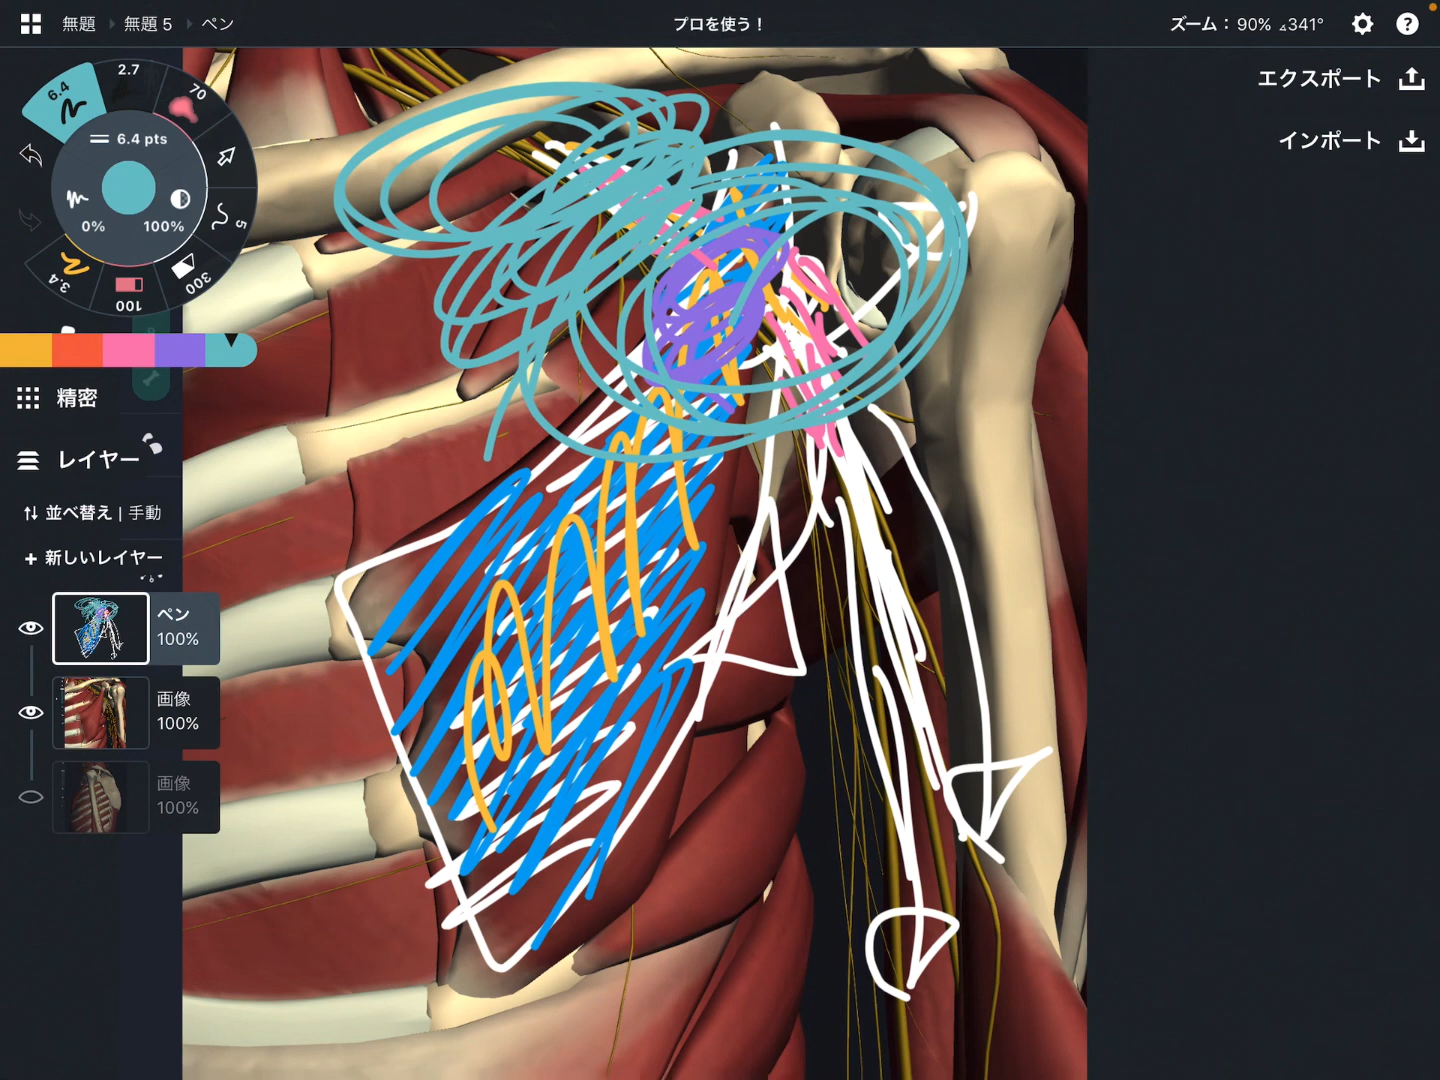 無題 無題 5 ペン
プロを使う！
ズーム： 90% ⦞341°
エクスポート
インポート
2.7
6.4
70
6.4 pts
0% 100%
5
3.4
100
300
精密
レイヤー
並べ替え | 手動
+ 新しいレイヤー
ペン
100%
画像
100%
画像
100%